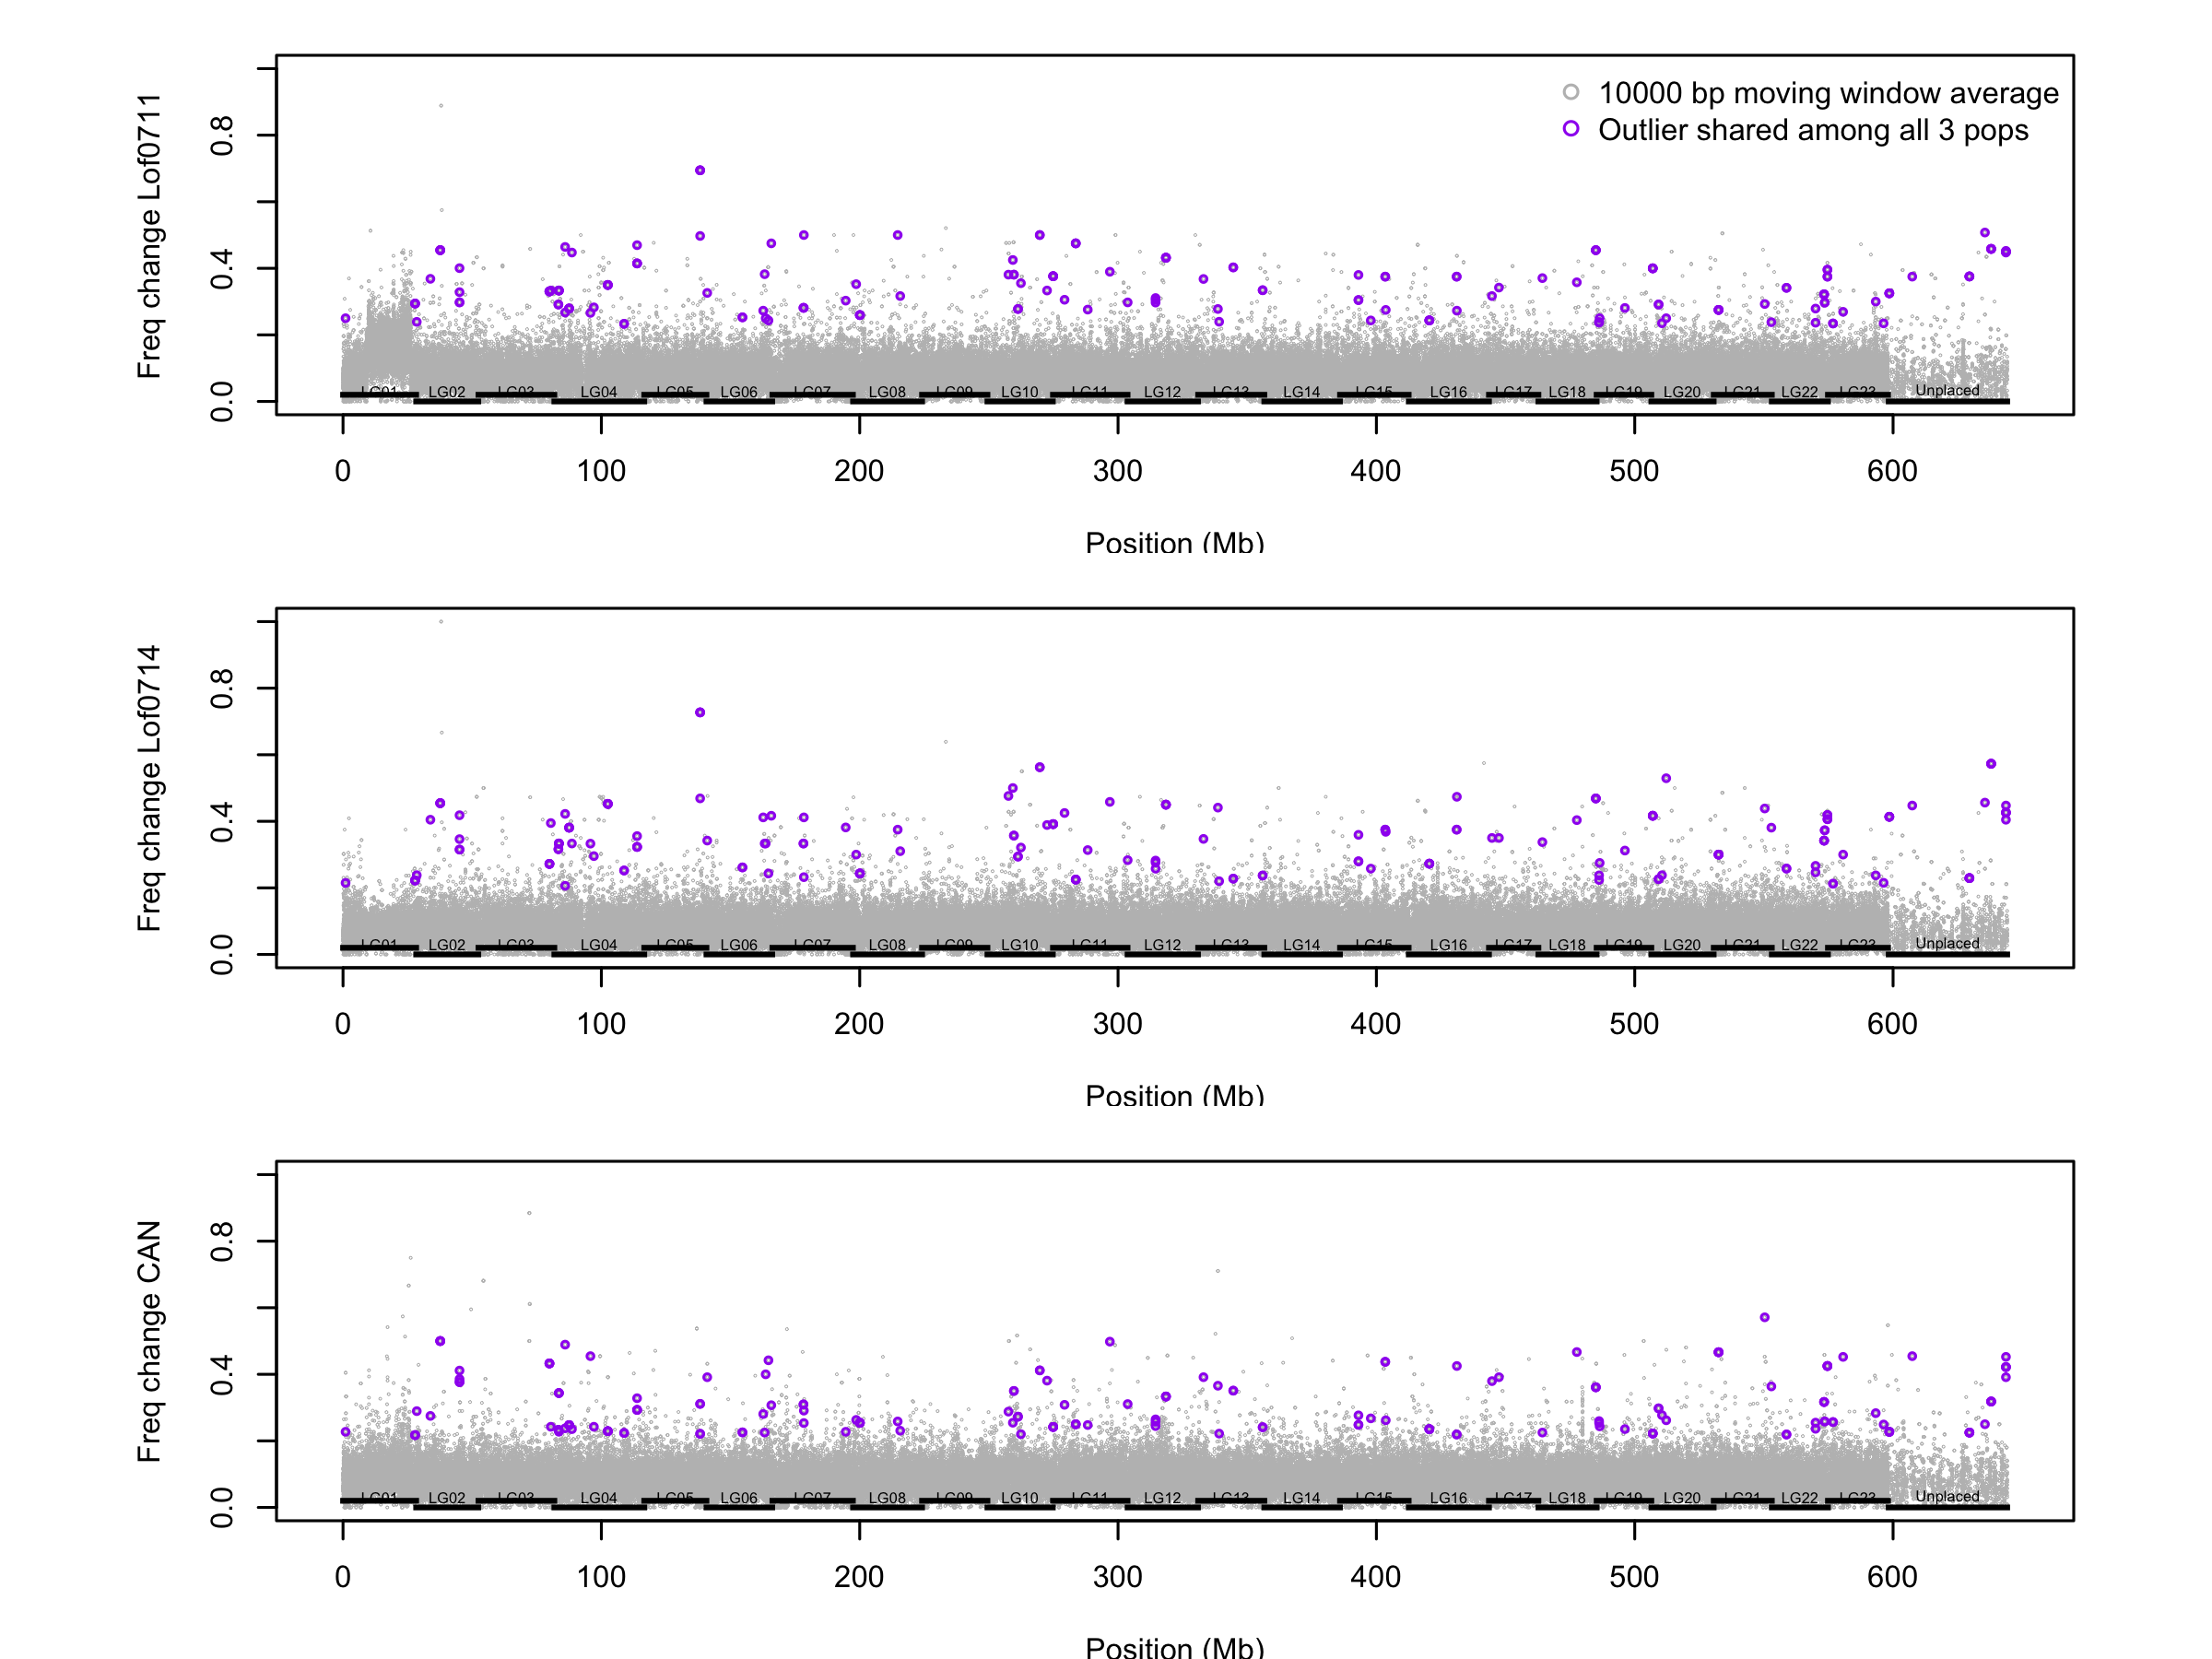 Freq change Lof0711
10000 bp moving window average
Outlier shared among all 3 pops
0.8
0.4
0.0
LG01 LG02 LG03 LG04 LG05 LG06 LG07 LG08 LG09 LG10 LG11 LG12 LG13 LG14 LG15 LG16 LG17 LG18 LG19 LG20 LG21 LG22 LG23 Unplaced
0 100 200 300 400 500 600
Position (Mb)
Freq change Lof0714
0.8
0.4
0.0
LG01 LG02 LG03 LG04 LG05 LG06 LG07 LG08 LG09 LG10 LG11 LG12 LG13 LG14 LG15 LG16 LG17 LG18 LG19 LG20 LG21 LG22 LG23 Unplaced
0 100 200 300 400 500 600
Position (Mb)
Freq change CAN
0.8
0.4
0.0
LG01 LG02 LG03 LG04 LG05 LG06 LG07 LG08 LG09 LG10 LG11 LG12 LG13 LG14 LG15 LG16 LG17 LG18 LG19 LG20 LG21 LG22 LG23 Unplaced
0 100 200 300 400 500 600
Position (Mb)